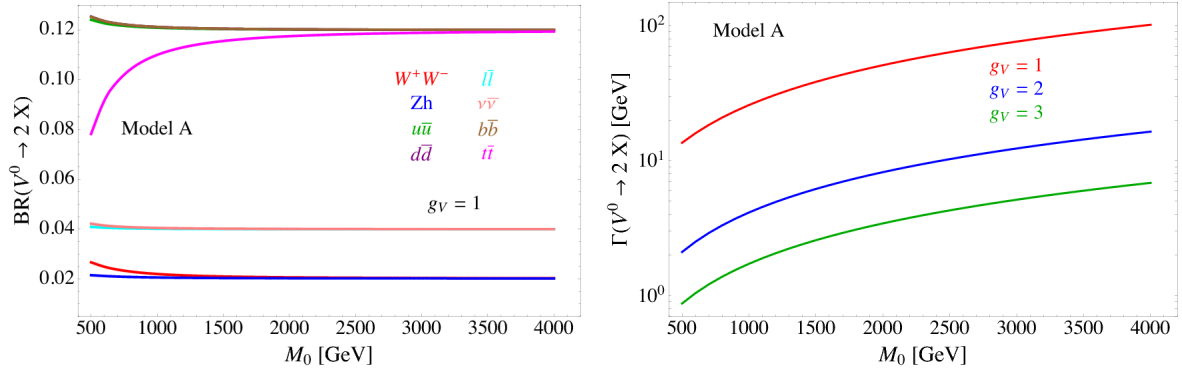 BR(V⁰ → 2 X)
0.12
0.10
0.08
0.06
0.04
0.02
Model A
W⁺W⁻
Zh
uu̅
dd̅
ll̅
νν̅
bb̅
tt̅
g_V = 1
500 1000 1500 2000 2500 3000 3500 4000
M₀ [GeV]
Γ(V⁰ → 2 X) [GeV]
10²
10¹
10⁰
Model A
g_V = 1
g_V = 2
g_V = 3
500 1000 1500 2000 2500 3000 3500 4000
M₀ [GeV]